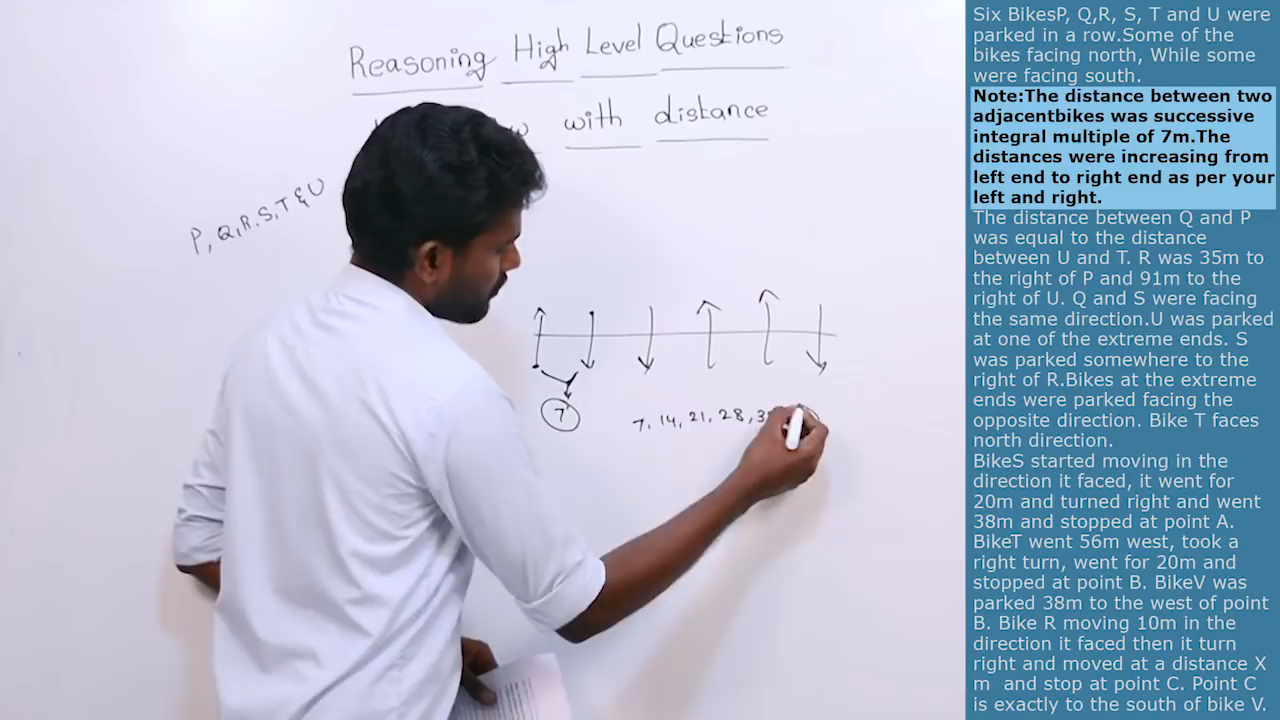 Reasoning High Level Questions
with distance
P, Q, R, S, T & U
7
7, 14, 21, 28,
Six BikesP, Q,R, S, T and U were
parked in a row.Some of the
bikes facing north, While some
were facing south.
Note:The distance between two
adjacentbikes was successive
integral multiple of 7m.The
distances were increasing from
left end to right end as per your
left and right.
The distance between Q and P
was equal to the distance
between U and T. R was 35m to
the right of P and 91m to the
right of U. Q and S were facing
the same direction.U was parked
at one of the extreme ends. S
was parked somewhere to the
right of R.Bikes at the extreme
ends were parked facing the
opposite direction. Bike T faces
north direction.
BikeS started moving in the
direction it faced, it went for
20m and turned right and went
38m and stopped at point A.
BikeT went 56m west, took a
right turn, went for 20m and
stopped at point B. BikeV was
parked 38m to the west of point
B. Bike R moving 10m in the
direction it faced then it turn
right and moved at a distance X
m and stop at point C. Point C
is exactly to the south of bike V.